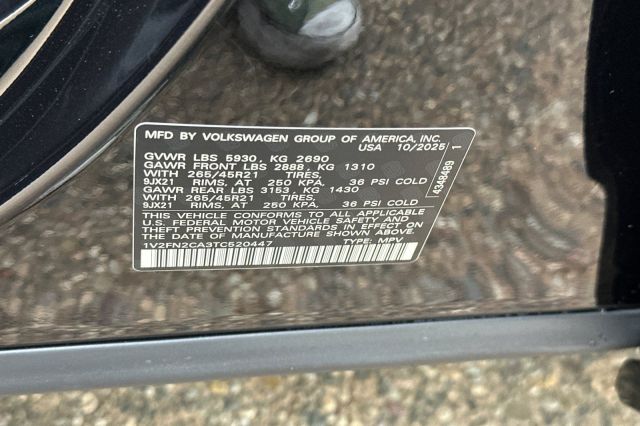 MFD BY VOLKSWAGEN GROUP OF AMERICA, INC.
USA 10/2025
GVWR LBS 5930, KG 2690
GAWR FRONT LBS 2888, KG 1310
WITH 265/45R21 TIRES,
9JX21 RIMS, AT 250 KPA, 36 PSI COLD
GAWR REAR LBS 3153, KG 1430
WITH 265/45R21 TIRES,
9JX21 RIMS, AT 250 KPA, 36 PSI COLD
THIS VEHICLE CONFORMS TO ALL APPLICABLE
U.S. FEDERAL MOTOR VEHICLE SAFETY AND
THEFT PREVENTION STANDARDS IN EFFECT ON
THE DATE OF MANUFACTURE SHOWN ABOVE
1V2FN2CA3TC520447 TYPE: MPV
4348489 1